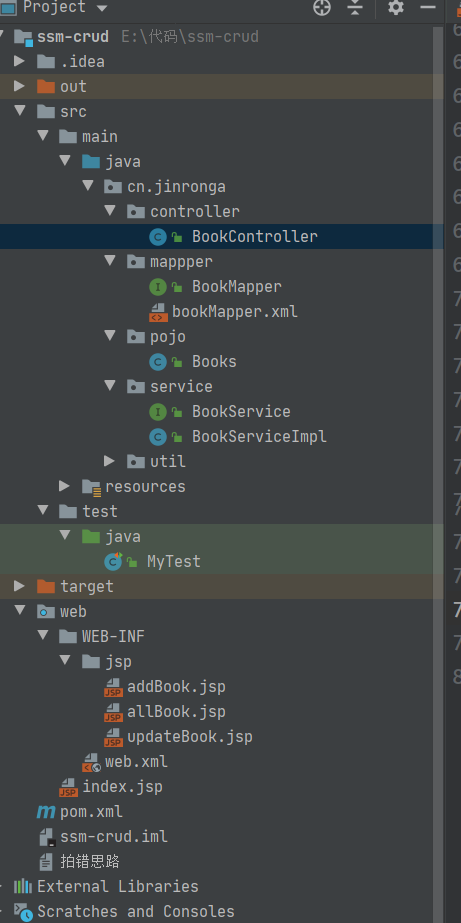 Project
ssm-crud E:\代码\ssm-crud
.idea
out
src
main
java
cn.jinronga
controller
BookController
mappper
BookMapper
bookMapper.xml
pojo
Books
service
BookService
BookServiceImpl
util
resources
test
java
MyTest
target
web
WEB-INF
jsp
addBook.jsp
allBook.jsp
updateBook.jsp
web.xml
index.jsp
pom.xml
ssm-crud.iml
拍错思路
External Libraries
Scratches and Consoles